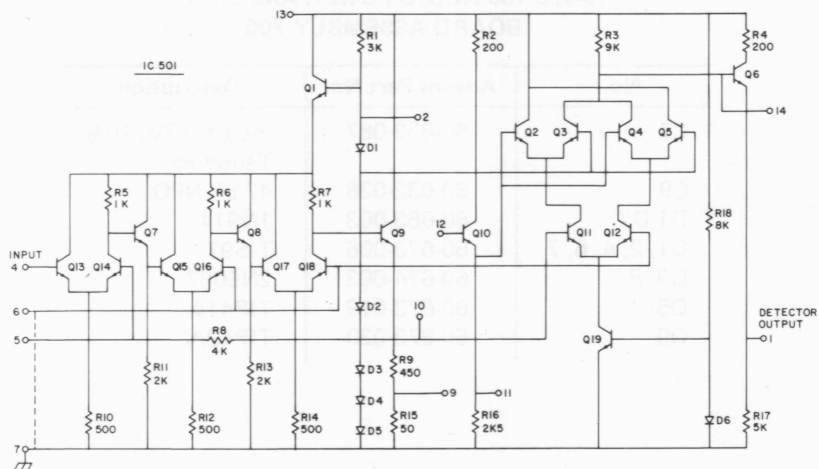 BOARD ASSEMBLY
13
R1
3K
R2
200
R3
9K
R4
200
IC 501
Q1
Q6
2
14
D1
Q2
Q3
Q4
Q5
R5
1K
R6
1K
R7
1K
Q7
Q8
Q9
12
Q10
Q11
Q12
R18
8K
INPUT
4
Q13
Q14
Q15
Q16
Q17
Q18
6
D2
10
5
R8
4K
Q19
DETECTOR
OUTPUT
1
R11
2K
R13
2K
D3
R9
450
9
11
D4
R10
500
R12
500
R14
500
D5
R15
50
R16
2K5
D6
R17
5K
7